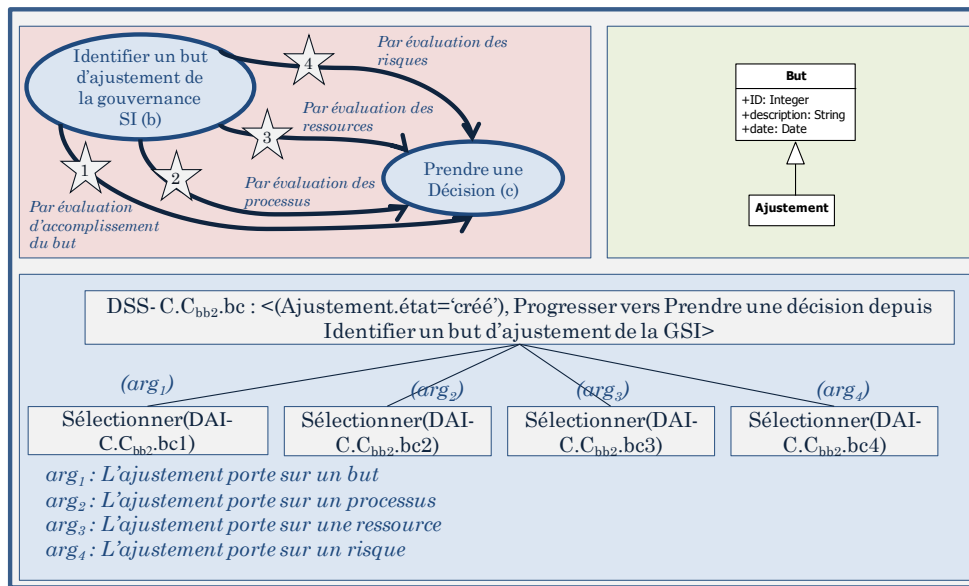 Identifier un but
d'ajustement de
la gouvernance
SI (b)
4
Par évaluation des
risques
3
Par évaluation des
ressources
1
2
Par évaluation des
processus
Prendre une
Décision (c)
Par évaluation
d'accomplissement
du but
But
+ID: Integer
+description: String
+date: Date
Ajustement
DSS- C.Cbb2.bc : <(Ajustement.état='créé'), Progresser vers Prendre une décision depuis
Identifier un but d'ajustement de la GSI>
(arg1)
(arg2)
(arg3)
(arg4)
Sélectionner(DAI-
C.Cbb2.bc1)
Sélectionner(DAI-
C.Cbb2.bc2)
Sélectionner(DAI-
C.Cbb2.bc3)
Sélectionner(DAI-
C.Cbb2.bc4)
arg1 : L'ajustement porte sur un but
arg2 : L'ajustement porte sur un processus
arg3 : L'ajustement porte sur une ressource
arg4 : L'ajustement porte sur un risque